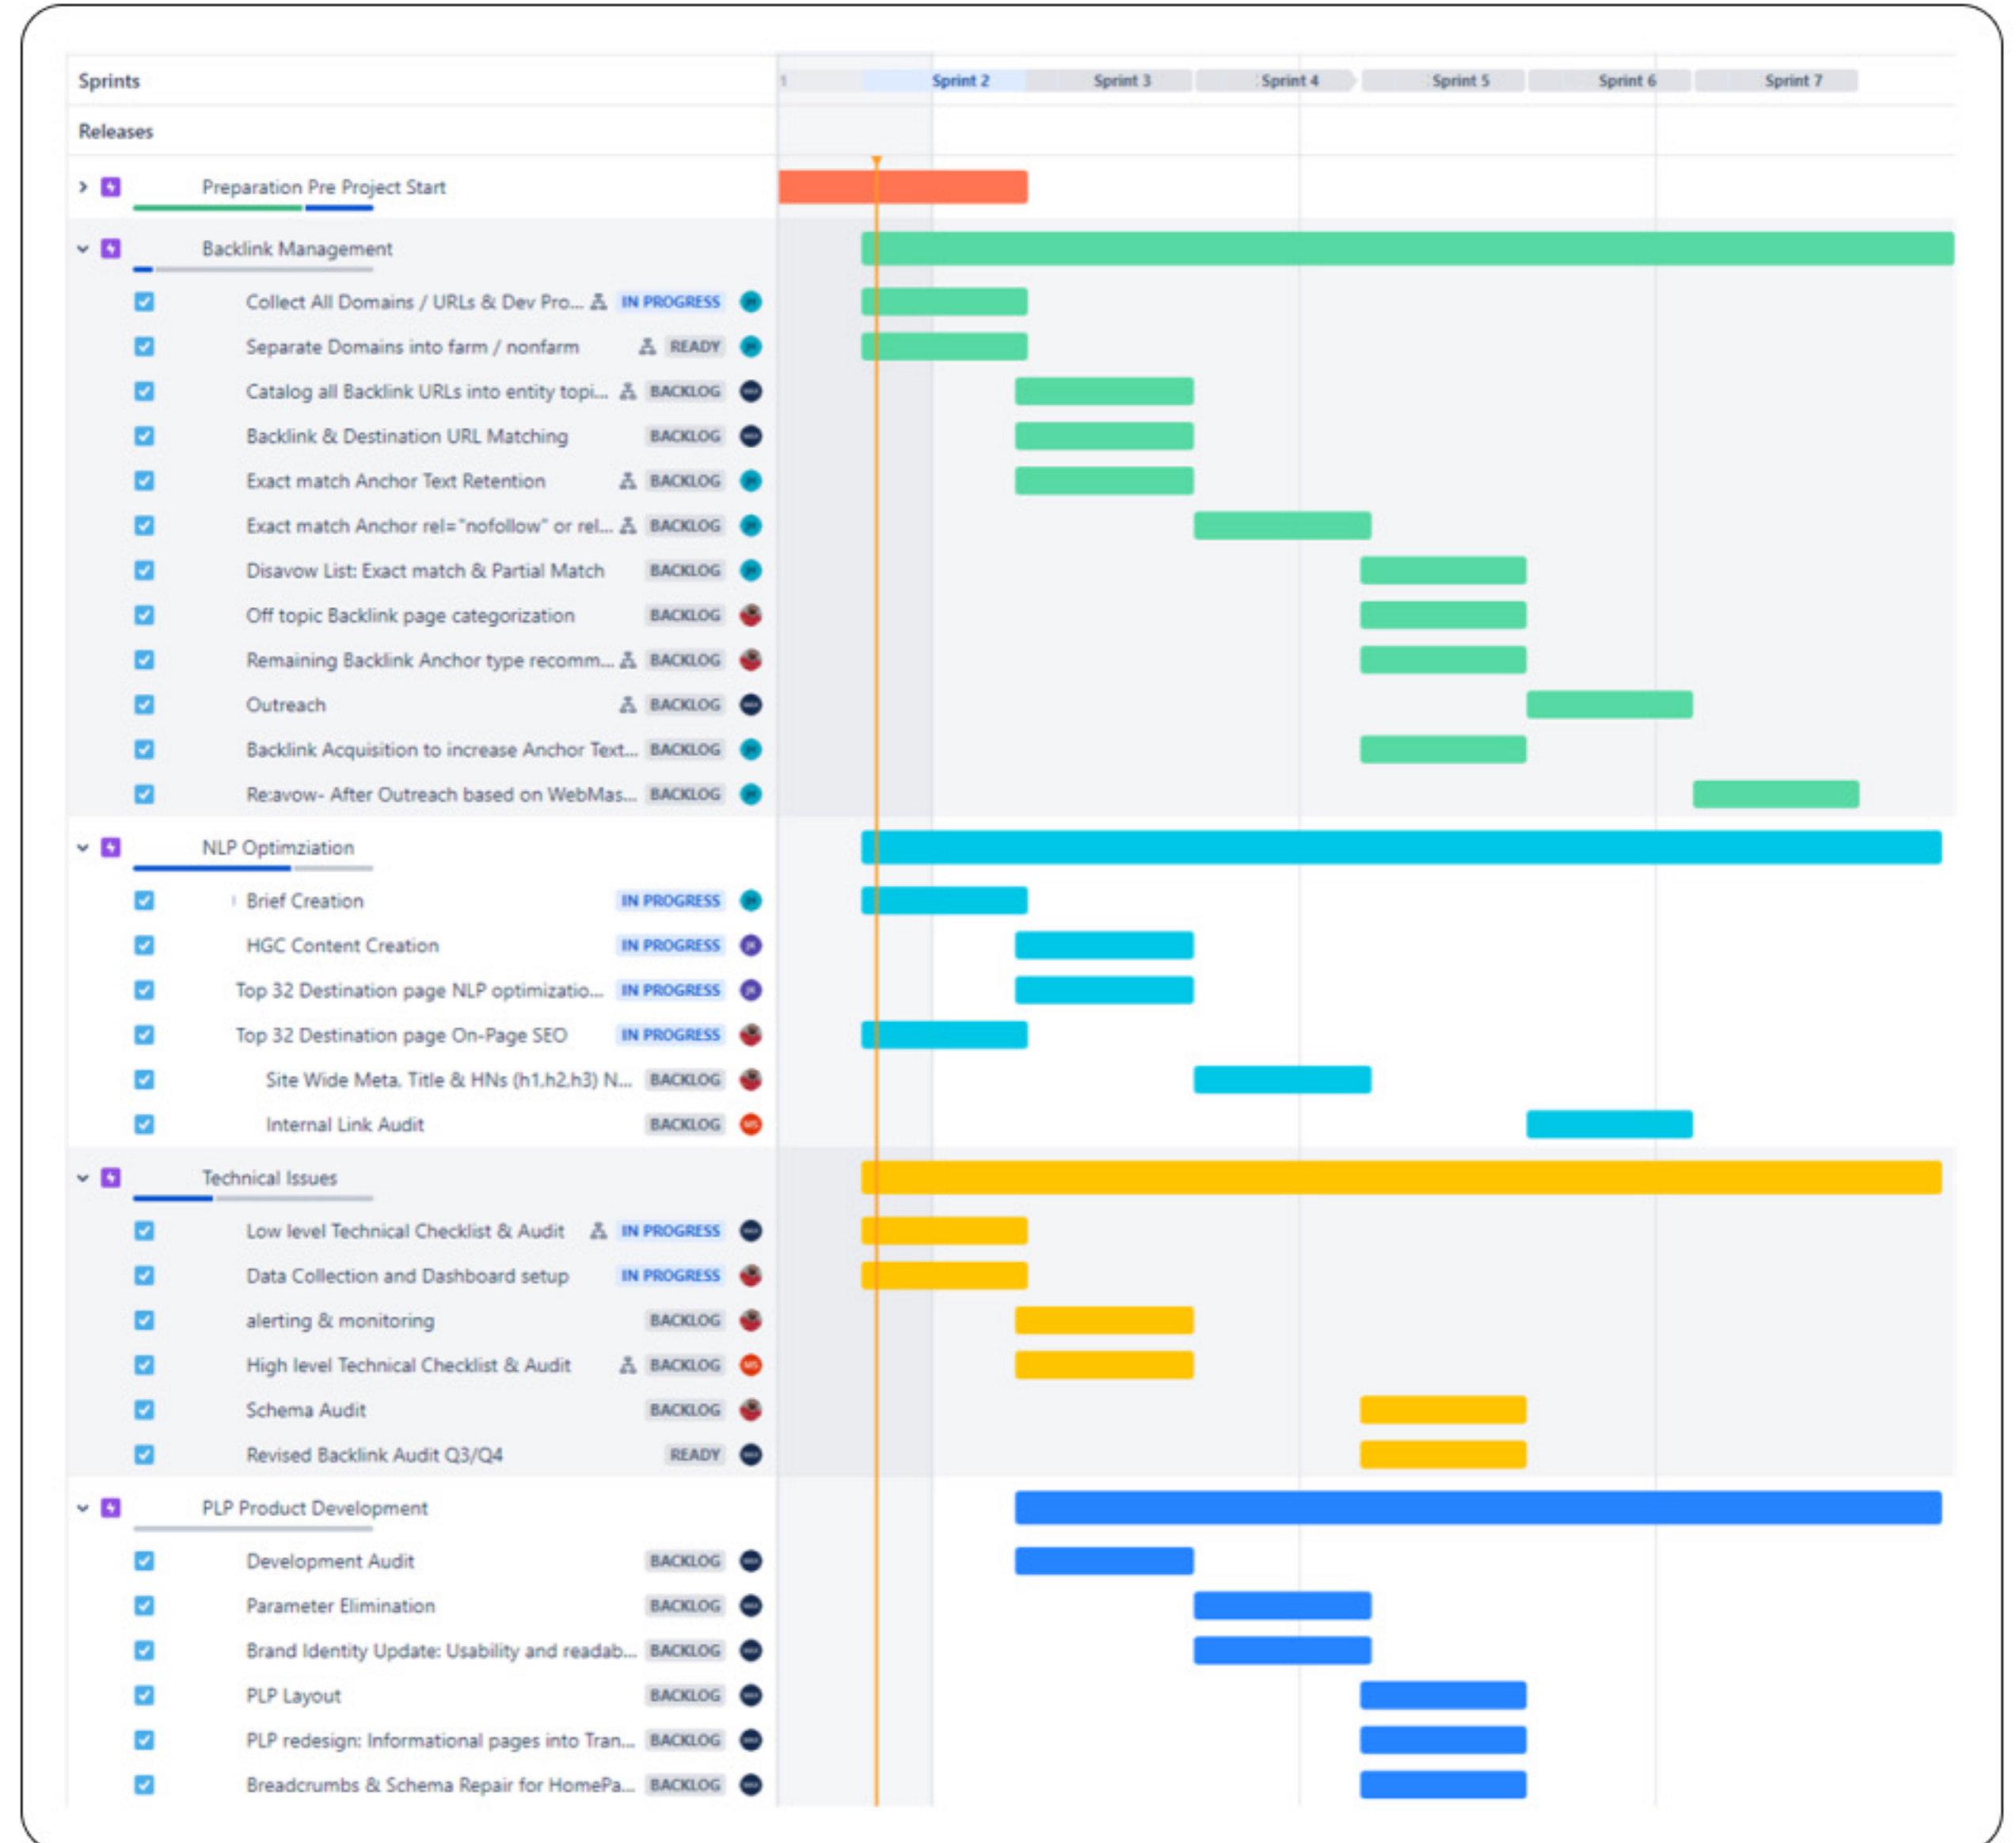 Sprints
1 Sprint 2 Sprint 3 Sprint 4 Sprint 5 Sprint 6 Sprint 7
Releases
Preparation Pre Project Start
Backlink Management
Collect All Domains / URLs & Dev Pro... IN PROGRESS
Separate Domains into farm / nonfarm READY
Catalog all Backlink URLs into entity topi... BACKLOG
Backlink & Destination URL Matching BACKLOG
Exact match Anchor Text Retention BACKLOG
Exact match Anchor rel="nofollow" or rel... BACKLOG
Disavow List: Exact match & Partial Match BACKLOG
Off topic Backlink page categorization BACKLOG
Remaining Backlink Anchor type recomm... BACKLOG
Outreach BACKLOG
Backlink Acquisition to increase Anchor Text... BACKLOG
Re:avow- After Outreach based on WebMas... BACKLOG
NLP Optimziation
Brief Creation IN PROGRESS
HGC Content Creation IN PROGRESS
Top 32 Destination page NLP optimizatio... IN PROGRESS
Top 32 Destination page On-Page SEO IN PROGRESS
Site Wide Meta, Title & HNs (h1,h2,h3) N... BACKLOG
Internal Link Audit BACKLOG MS
Technical Issues
Low level Technical Checklist & Audit IN PROGRESS
Data Collection and Dashboard setup IN PROGRESS
alerting & monitoring BACKLOG
High level Technical Checklist & Audit BACKLOG MS
Schema Audit BACKLOG
Revised Backlink Audit Q3/Q4 READY
PLP Product Development
Development Audit BACKLOG
Parameter Elimination BACKLOG
Brand Identity Update: Usability and readab... BACKLOG
PLP Layout BACKLOG
PLP redesign: Informational pages into Tran... BACKLOG
Breadcrumbs & Schema Repair for HomePa... BACKLOG